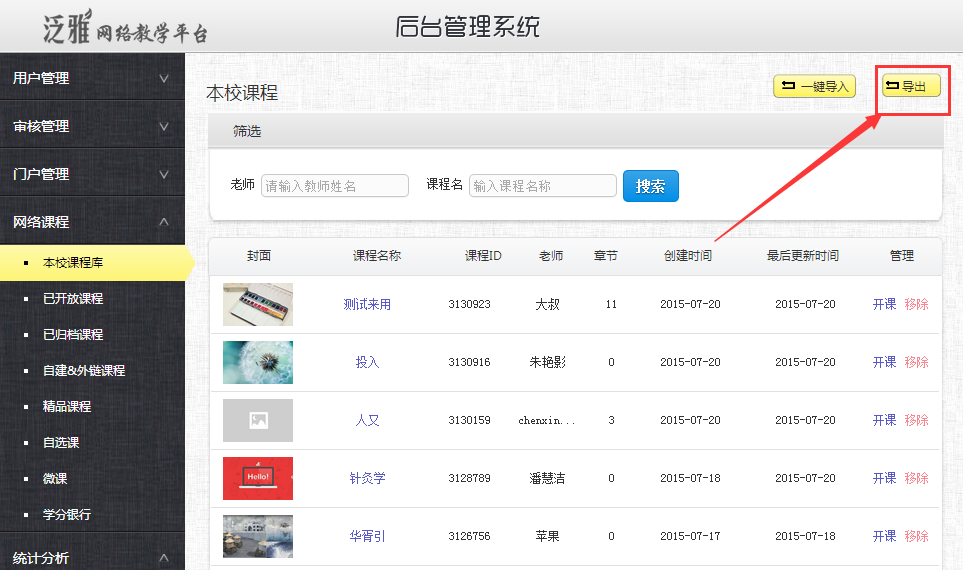 泛雅网络教学平台
后台管理系统
用户管理
审核管理
门户管理
网络课程
本校课程库
已开放课程
已归档课程
自建&外链课程
精品课程
自选课
微课
学分银行
统计分析
本校课程
一键导入
导出
筛选
老师 请输入教师姓名 课程名 输入课程名称 搜索
封面 课程名称 课程ID 老师 章节 创建时间 最后更新时间 管理
测试来用 3130923 大叔 11 2015-07-20 2015-07-20 开课 移除
投入 3130916 朱艳影 0 2015-07-20 2015-07-20 开课 移除
人又 3130159 chenxin... 3 2015-07-20 2015-07-20 开课 移除
Hello! 针灸学 3128789 潘慧洁 0 2015-07-18 2015-07-20 开课 移除
华胥引 3126756 苹果 0 2015-07-17 2015-07-18 开课 移除